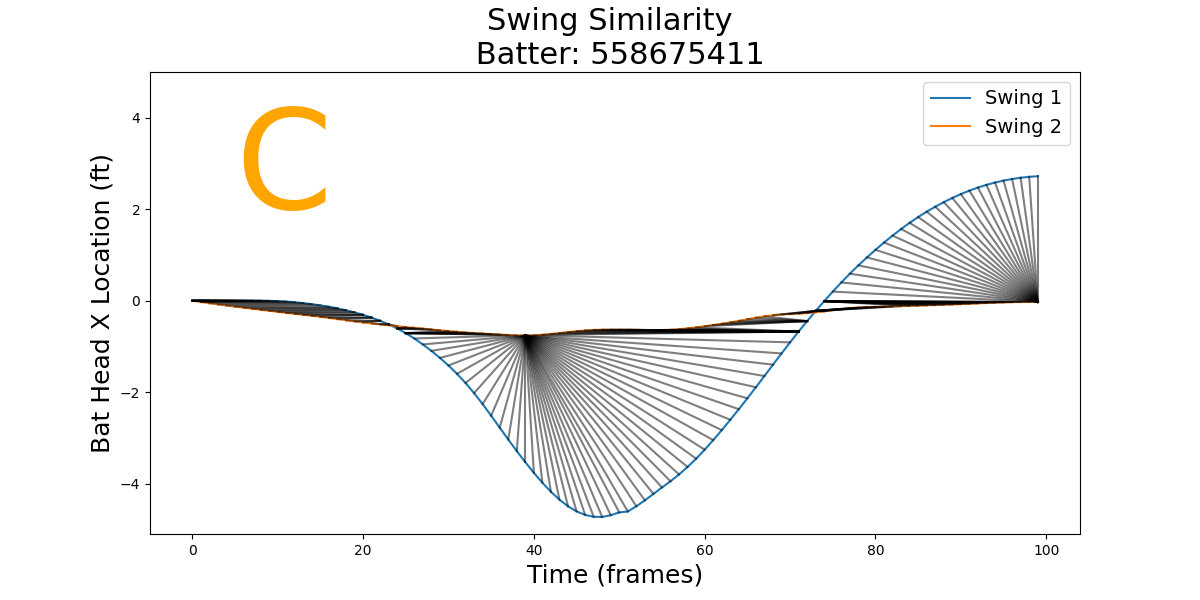 Swing Similarity
Batter: 558675411
C
Swing 1
Swing 2
Bat Head X Location (ft)
4
2
0
−2
−4
0 20 40 60 80 100
Time (frames)